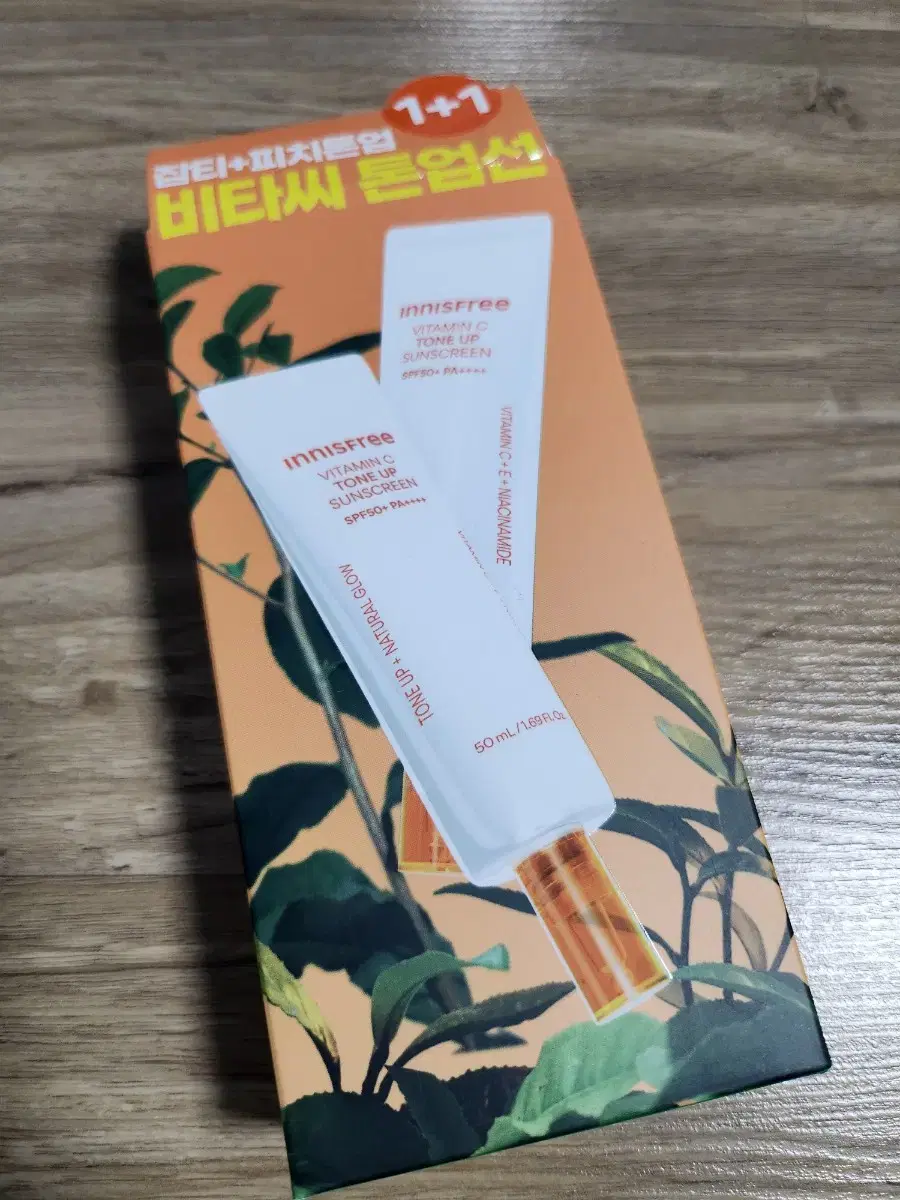 1+1
잡티+피치톤업
비타씨 톤업선
INNISFree
VITAMIN C
TONE UP
SUNSCREEN
SPF50+ PA++++
VITAMIN C + E + NIACINAMIDE
INNISFree
VITAMIN C
TONE UP
SUNSCREEN
SPF50+ PA++++
TONE UP + NATURAL GLOW
50 mL / 1.69 Fl. Oz